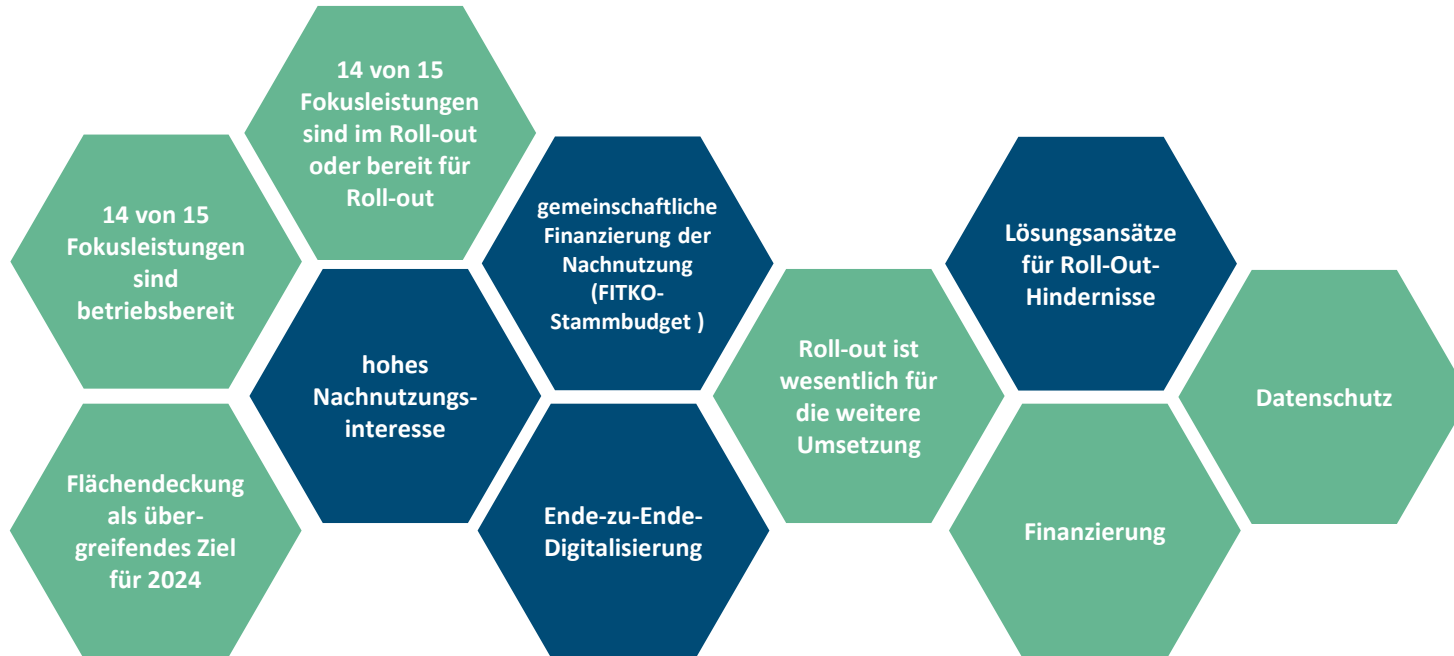 14 von 15
Fokusleistungen
sind im Roll-out
oder bereit für
Roll-out
14 von 15
Fokusleistungen
sind
betriebsbereit
gemeinschaftliche
Finanzierung der
Nachnutzung
(FITKO-
Stammbudget )
Lösungsansätze
für Roll-Out-
Hindernisse
hohes
Nachnutzungs-
interesse
Roll-out ist
wesentlich für
die weitere
Umsetzung
Datenschutz
Flächendeckung
als über-
greifendes Ziel
für 2024
Ende-zu-Ende-
Digitalisierung
Finanzierung